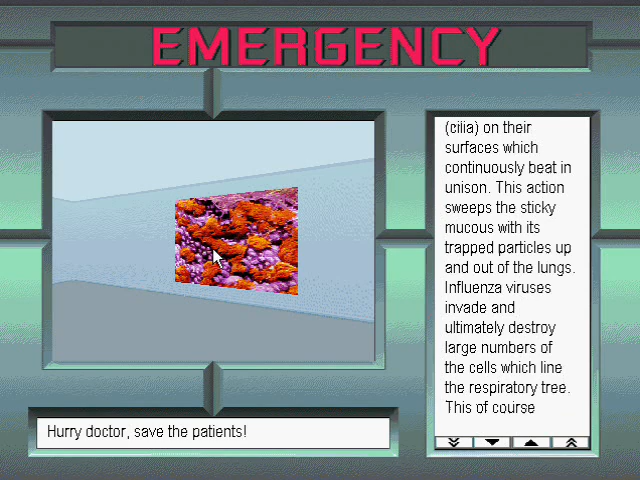 EMERGENCY
(cilia) on their
surfaces which
continuously beat in
unison. This action
sweeps the sticky
mucous with its
trapped particles up
and out of the lungs.
Influenza viruses
invade and
ultimately destroy
large numbers of
the cells which line
the respiratory tree.
This of course
Hurry doctor, save the patients!